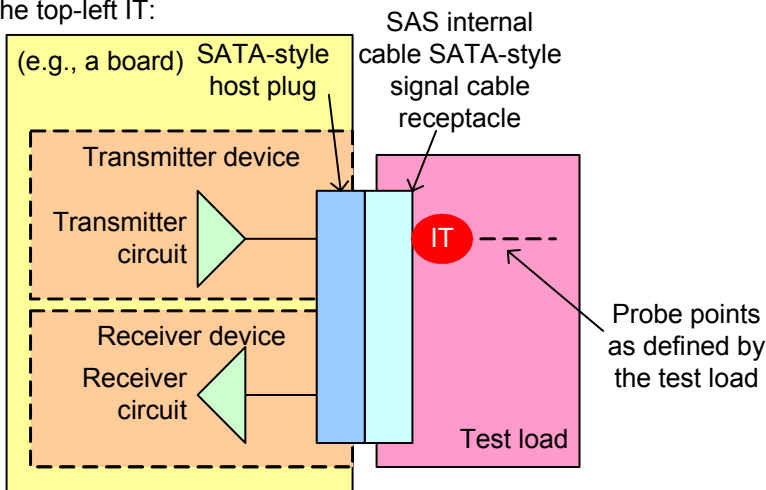 he top-left IT:
(e.g., a board)
SATA-style
host plug
SAS internal
cable SATA-style
signal cable
receptacle
Transmitter device
Transmitter
circuit
IT
Receiver device
Receiver
circuit
Probe points
as defined by
the test load
Test load